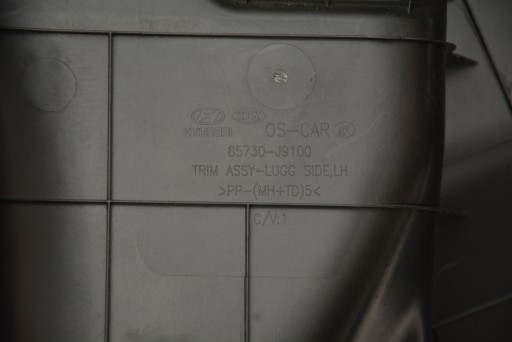 HYUNDAI KIA OS-CAR
85730-J9100
TRIM ASSY-LUGG SIDE,LH
>PP-(MH+TD)5<
C/V:1